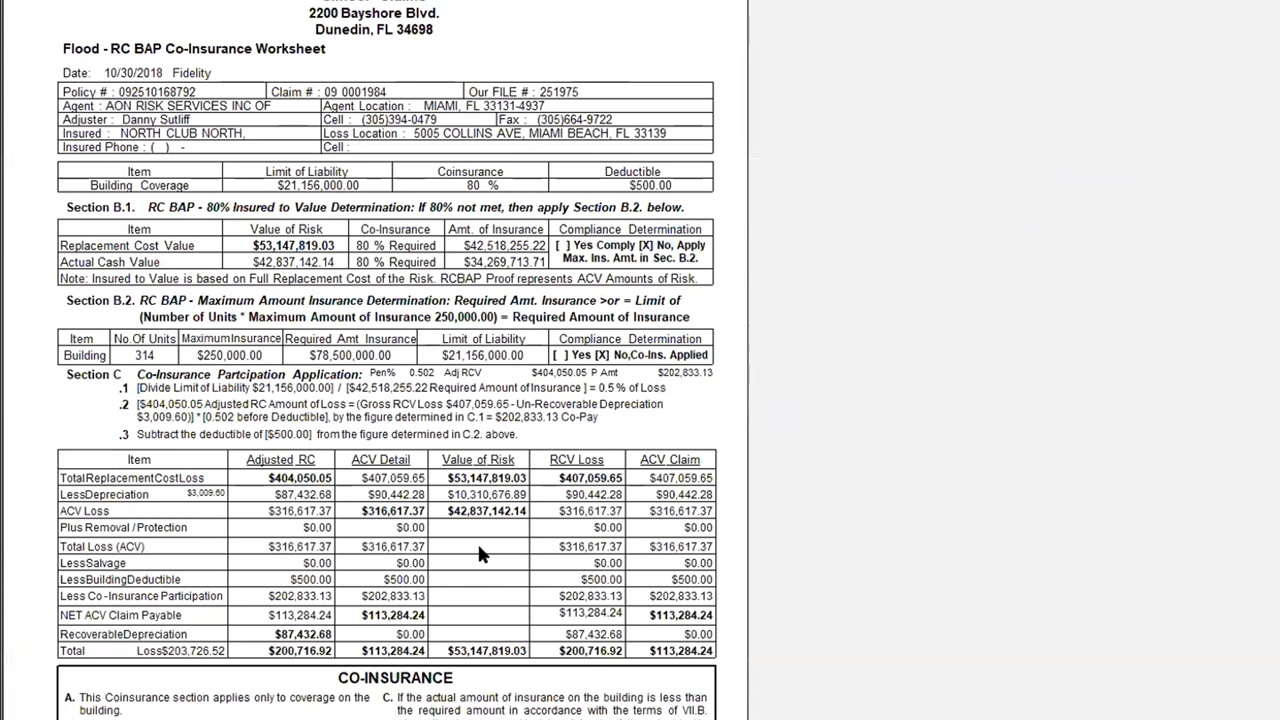 2200 Bayshore Blvd.
Dunedin, FL 34698
Flood - RC BAP Co-Insurance Worksheet
Date: 10/30/2018 Fidelity
Policy # : 092510168792 Claim # : 09 0001984 Our FILE # : 251975
Agent : AON RISK SERVICES INC OF Agent Location : MIAMI, FL 33131-4937
Adjuster : Danny Sutliff Cell : (305)394-0479 Fax : (305)664-9722
Insured : NORTH CLUB NORTH, Loss Location : 5005 COLLINS AVE, MIAMI BEACH, FL 33139
Insured Phone : ( ) - Cell :
Item Limit of Liability Coinsurance Deductible
Building Coverage $21,156,000.00 80 % $500.00
Section B.1. RC BAP - 80% Insured to Value Determination: If 80% not met, then apply Section B.2. below.
Item Value of Risk Co-Insurance Amt. of Insurance Compliance Determination
Replacement Cost Value $53,147,819.03 80 % Required $42,518,255.22 [ ] Yes Comply [X] No, Apply
Actual Cash Value $42,837,142.14 80 % Required $34,269,713.71 Max. Ins. Amt. in Sec. B.2.
Note: Insured to Value is based on Full Replacement Cost of the Risk. RCBAP Proof represents ACV Amounts of Risk.
Section B.2. RC BAP - Maximum Amount Insurance Determination: Required Amt. Insurance >or = Limit of
(Number of Units * Maximum Amount of Insurance 250,000.00) = Required Amount of Insurance
Item No.Of Units MaximumInsurance Required Amt Insurance Limit of Liability Compliance Determination
Building 314 $250,000.00 $78,500,000.00 $21,156,000.00 [ ] Yes [X] No,Co-Ins. Applied
Section C Co-Insurance Partcipation Application: Pen% 0.502 Adj RCV $404,050.05 P Amt $202,833.13
.1 [Divide Limit of Liability $21,156,000.00] / [$42,518,255.22 Required Amount of Insurance ] = 0.5 % of Loss
.2 [$404,050.05 Adjusted RC Amount of Loss = (Gross RCV Loss $407,059.65 - Un-Recoverable Depreciation
$3,009.60)] * [0.502 before Deductible], by the figure determined in C.1 = $202,833.13 Co-Pay
.3 Subtract the deductible of [$500.00] from the figure determined in C.2. above.
Item Adjusted RC ACV Detail Value of Risk RCV Loss ACV Claim
TotalReplacementCostLoss $404,050.05 $407,059.65 $53,147,819.03 $407,059.65 $407,059.65
LessDepreciation $3,009.60 $87,432.68 $90,442.28 $10,310,676.89 $90,442.28 $90,442.28
ACV Loss $316,617.37 $316,617.37 $42,837,142.14 $316,617.37 $316,617.37
Plus Removal / Protection $0.00 $0.00 $0.00 $0.00
Total Loss (ACV) $316,617.37 $316,617.37 $316,617.37 $316,617.37
LessSalvage $0.00 $0.00 $0.00 $0.00
LessBuildingDeductible $500.00 $500.00 $500.00 $500.00
Less Co-Insurance Participation $202,833.13 $202,833.13 $202,833.13 $202,833.13
NET ACV Claim Payable $113,284.24 $113,284.24 $113,284.24 $113,284.24
RecoverableDepreciation $87,432.68 $0.00 $87,432.68 $0.00
Total Loss$203,726.52 $200,716.92 $113,284.24 $53,147,819.03 $200,716.92 $113,284.24
CO-INSURANCE
A. This Coinsurance section applies only to coverage on the
building.
C. If the actual amount of insurance on the building is less than
the required amount in accordance with the terms of VII.B.